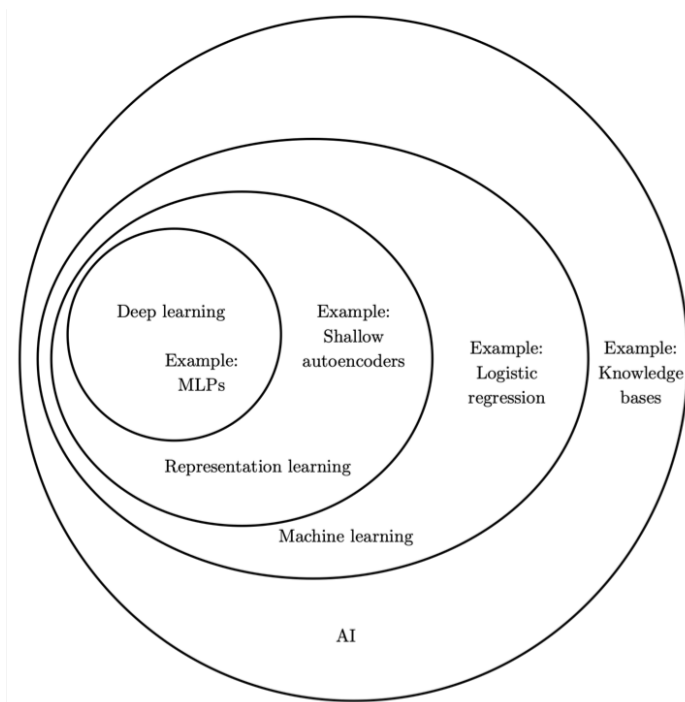 Deep learning
Example:
MLPs
Example:
Shallow
autoencoders
Example:
Logistic
regression
Example:
Knowledge
bases
Representation learning
Machine learning
AI